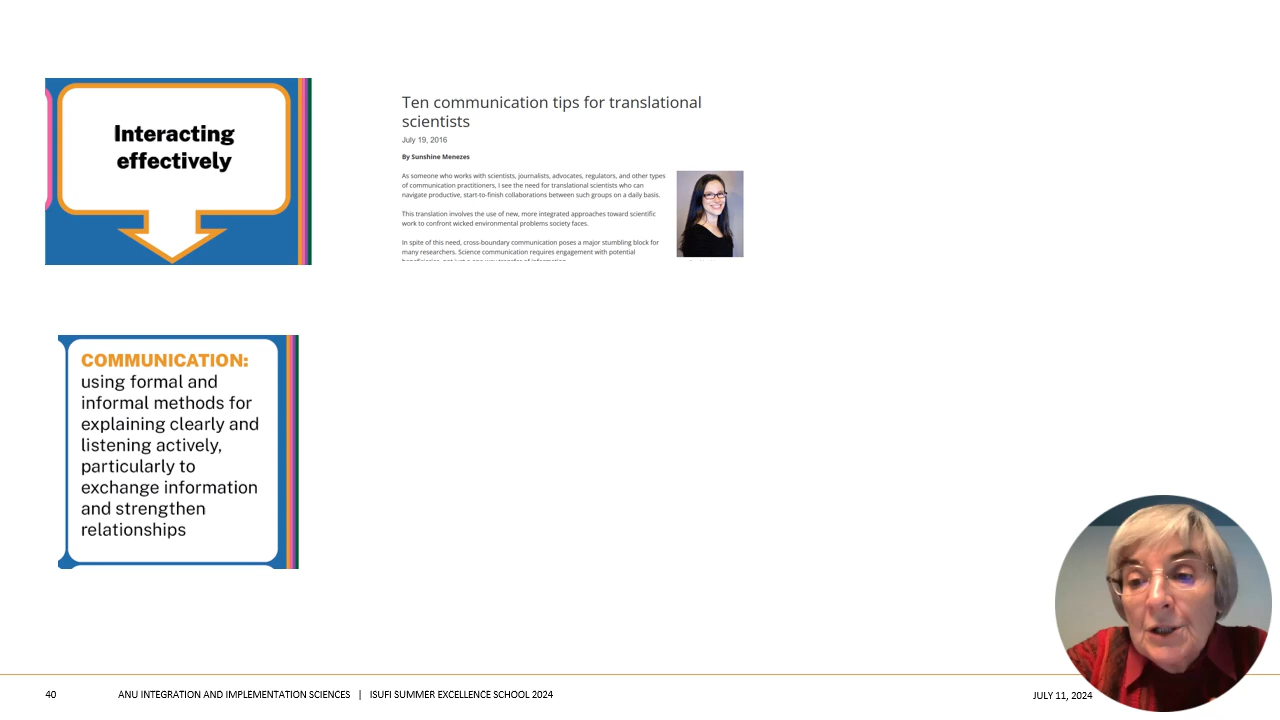 Interacting
effectively
Ten communication tips for translational
scientists
July 19, 2016
By Sunshine Menezes
As someone who works with scientists, journalists, advocates, regulators, and other types
of communication practitioners, I see the need for translational scientists who can
navigate productive, start-to-finish collaborations between such groups on a daily basis.
This translation involves the use of new, more integrated approaches toward scientific
work to confront wicked environmental problems society faces.
In spite of this need, cross-boundary communication poses a major stumbling block for
many researchers. Science communication requires engagement with potential
COMMUNICATION:
using formal and
informal methods for
explaining clearly and
listening actively,
particularly to
exchange information
and strengthen
relationships
40 ANU INTEGRATION AND IMPLEMENTATION SCIENCES | ISUFI SUMMER EXCELLENCE SCHOOL 2024 JULY 11, 2024